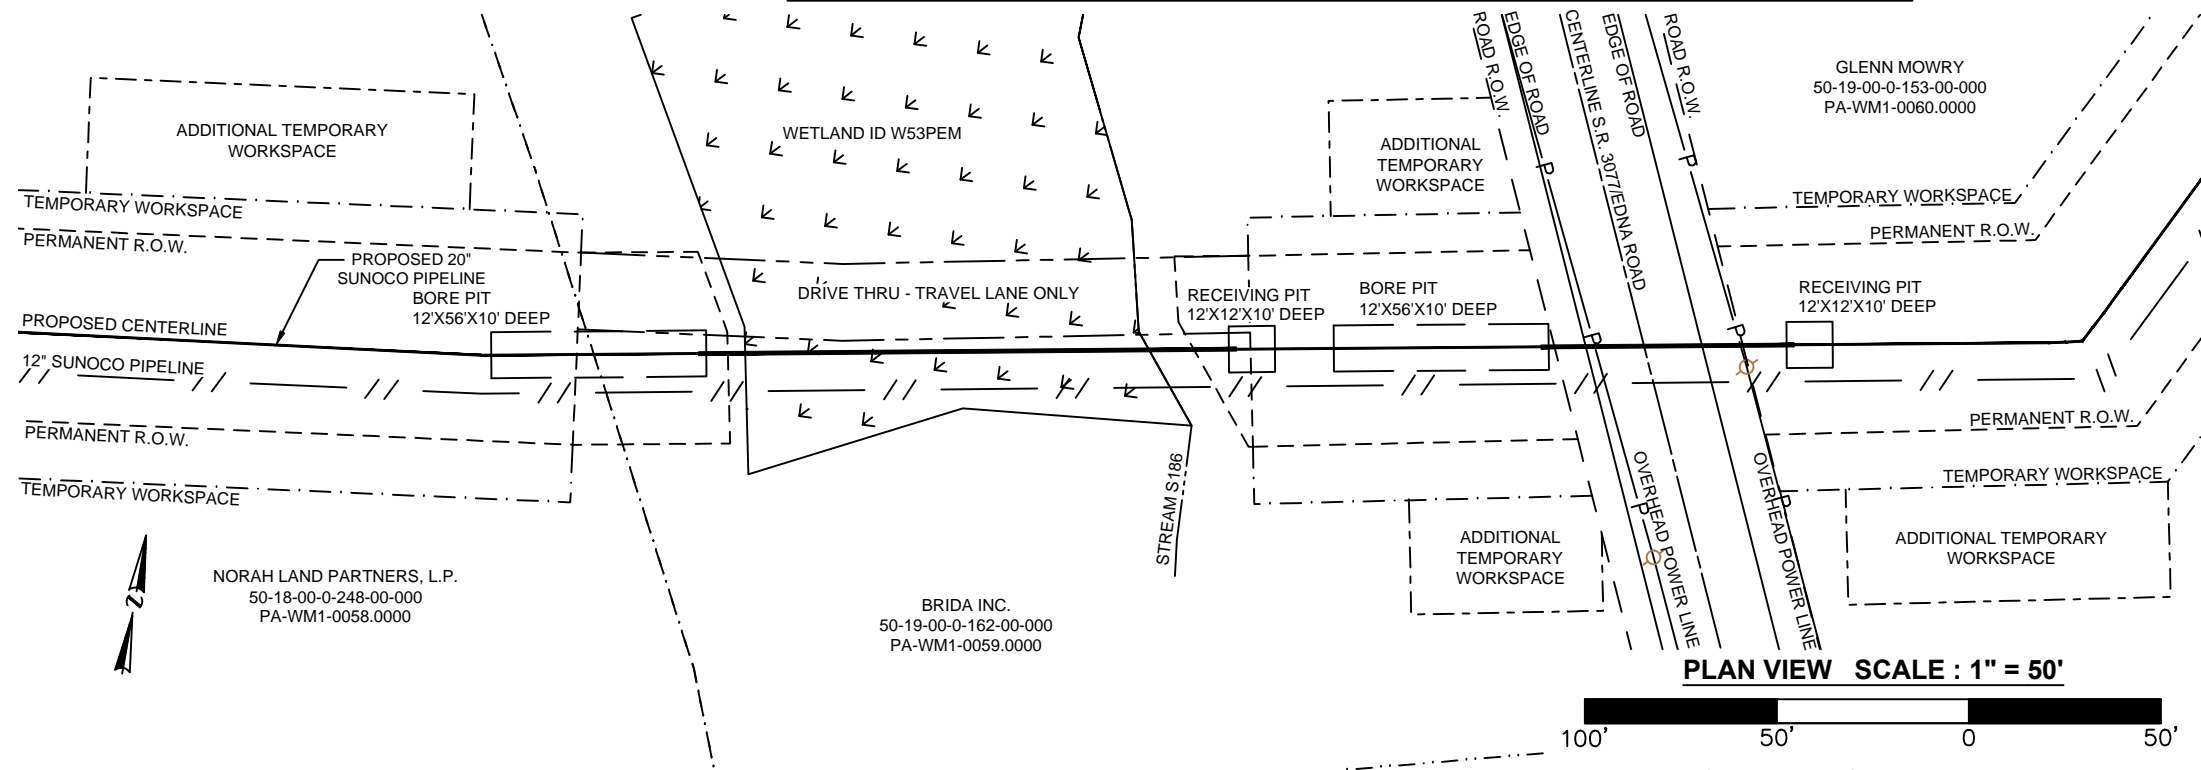 ROAD R.O.W.
EDGE OF ROAD
CENTERLINE S.R. 3077/EDNA ROAD
EDGE OF ROAD
ROAD R.O.W.
GLENN MOWRY
50-19-00-0-153-00-000
PA-WM1-0060.0000
ADDITIONAL TEMPORARY
WORKSPACE
WETLAND ID W53PEM
ADDITIONAL
TEMPORARY
WORKSPACE
P
P
TEMPORARY WORKSPACE
TEMPORARY WORKSPACE
PERMANENT R.O.W.
PERMANENT R.O.W.
PROPOSED 20"
SUNOCO PIPELINE
BORE PIT
12'X56'X10' DEEP
DRIVE THRU - TRAVEL LANE ONLY
RECEIVING PIT
12'X12'X10' DEEP
BORE PIT
12'X56'X10' DEEP
RECEIVING PIT
12'X12'X10' DEEP
PROPOSED CENTERLINE
P
P
12" SUNOCO PIPELINE
PERMANENT R.O.W.
PERMANENT R.O.W.
TEMPORARY WORKSPACE
TEMPORARY WORKSPACE
STREAM S186
OVERHEAD POWER LINE
OVERHEAD POWER LINE
P
P
ADDITIONAL
TEMPORARY
WORKSPACE
ADDITIONAL TEMPORARY
WORKSPACE
N
NORAH LAND PARTNERS, L.P.
50-18-00-0-248-00-000
PA-WM1-0058.0000
BRIDA INC.
50-19-00-0-162-00-000
PA-WM1-0059.0000
PLAN VIEW SCALE : 1" = 50'
100' 50' 0 50'